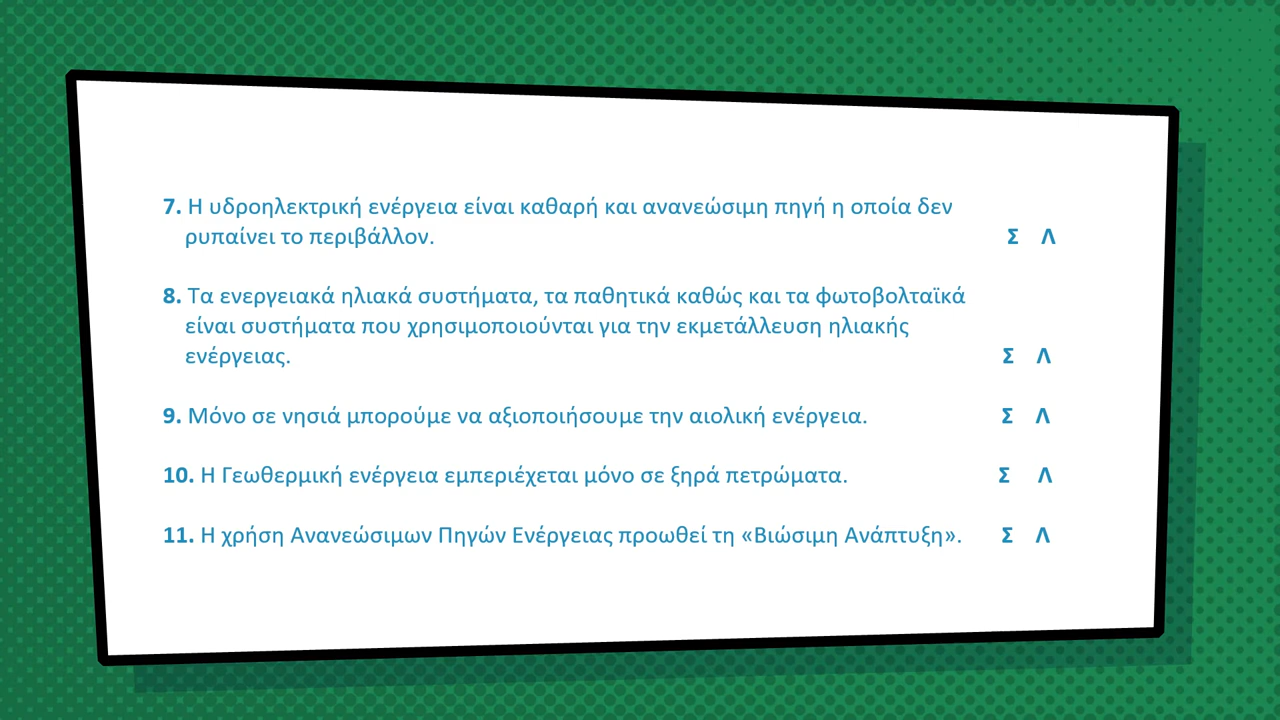 7. Η υδροηλεκτρική ενέργεια είναι καθαρή και ανανεώσιμη πηγή η οποία δεν
ρυπαίνει το περιβάλλον. Σ Λ
8. Τα ενεργειακά ηλιακά συστήματα, τα παθητικά καθώς και τα φωτοβολταϊκά
είναι συστήματα που χρησιμοποιούνται για την εκμετάλλευση ηλιακής
ενέργειας. Σ Λ
9. Μόνο σε νησιά μπορούμε να αξιοποιήσουμε την αιολική ενέργεια. Σ Λ
10. Η Γεωθερμική ενέργεια εμπεριέχεται μόνο σε ξηρά πετρώματα. Σ Λ
11. Η χρήση Ανανεώσιμων Πηγών Ενέργειας προωθεί τη «Βιώσιμη Ανάπτυξη». Σ Λ